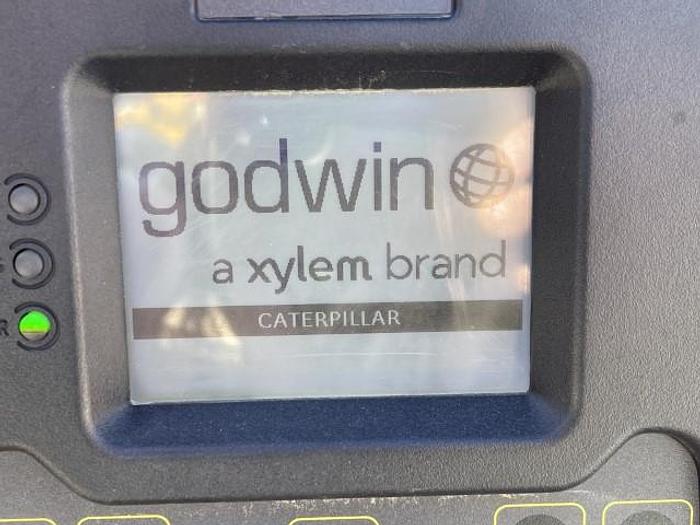 godwin
a xylem brand
CATERPILLAR
R